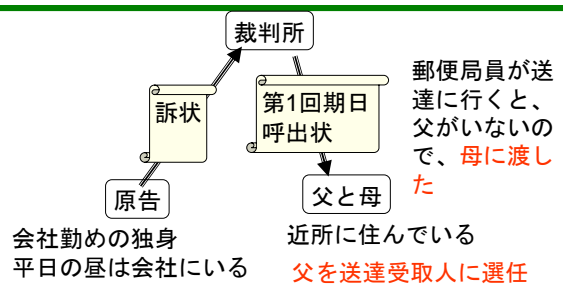 裁判所
訴状
第1回期日
呼出状
郵便局員が送
達に行くと、
父がいないの
で、母に渡し
た
原告
父と母
会社勤めの独身
平日の昼は会社にいる
近所に住んでいる
父を送達受取人に選任